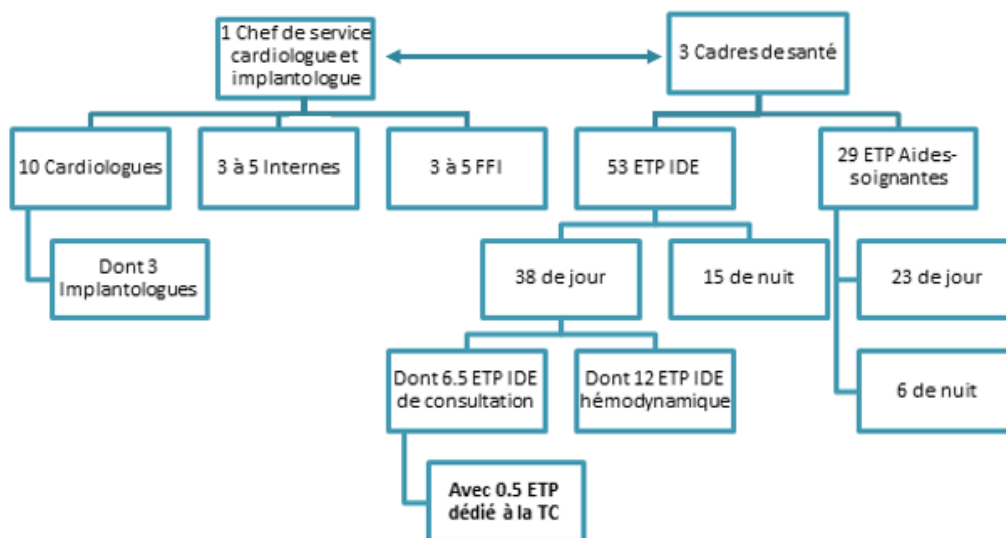 1 Chef de service
cardiologue et
implantologue
3 Cadres de santé
10 Cardiologues
3 à 5 Internes
3 à 5 FFI
53 ETP IDE
29 ETP Aides-
soignantes
Dont 3
Implantologues
38 de jour
15 de nuit
23 de jour
Dont 6.5 ETP IDE
de consultation
Dont 12 ETP IDE
hémodynamique
6 de nuit
Avec 0.5 ETP
dédié à la TC